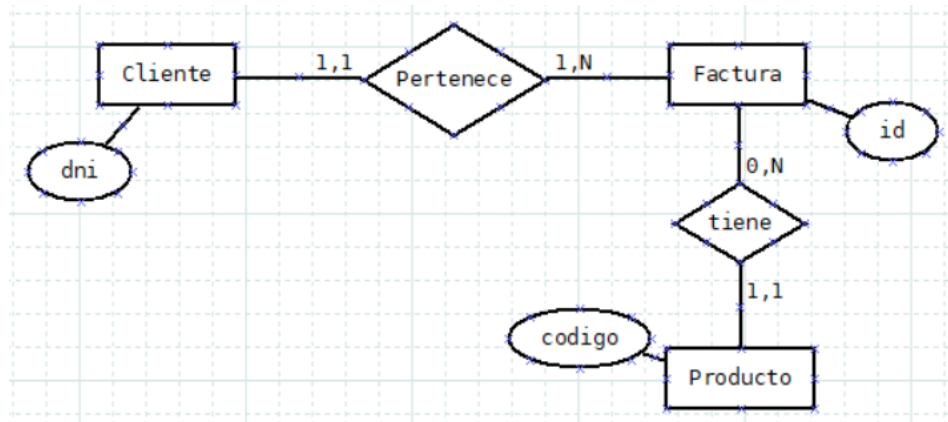 Cliente
1,1
Pertenece
1,N
Factura
id
dni
0,N
tiene
1,1
codigo
Producto